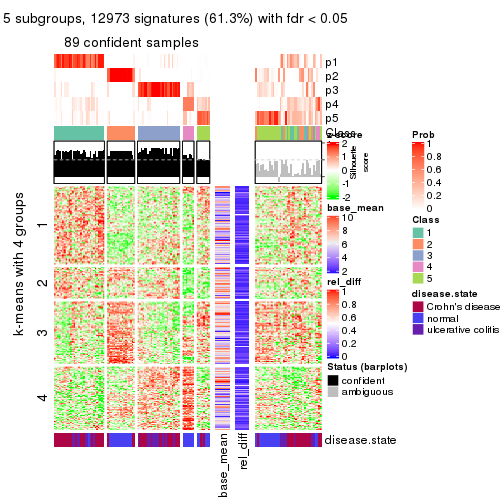 5 subgroups, 12973 signatures (61.3%) with fdr < 0.05
89 confident samples
p1
p2
p3
p4
p5
Class
k-means with 4 groups
1
2
3
4
base_mean
rel_diff
disease.state
z-score
2
1
0
-1
-2
Silhouette
score
base_mean
10
8
6
4
2
rel_diff
1
0.8
0.6
0.4
0.2
0
Status (barplots)
confident
ambiguous
Prob
1
0.8
0.6
0.4
0.2
0
Class
1
2
3
4
5
disease.state
Crohn's disease
normal
ulcerative colitis